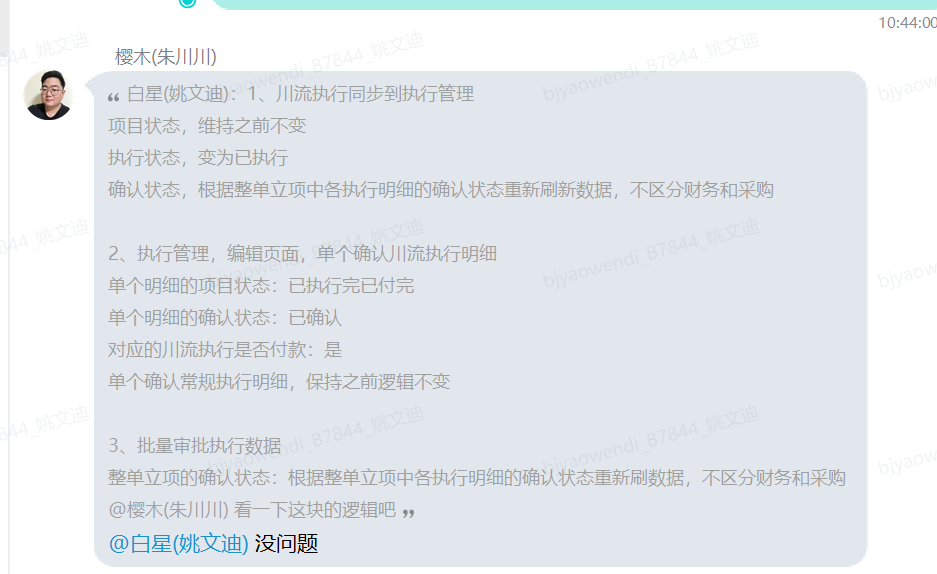 10:44:00
樱木(朱川川)
“ 白星(姚文迪)：1、川流执行同步到执行管理
项目状态，维持之前不变
执行状态，变为已执行
确认状态，根据整单立项中各执行明细的确认状态重新刷新数据，不区分财务和采购
2、执行管理，编辑页面，单个确认川流执行明细
单个明细的项目状态：已执行完已付完
单个明细的确认状态：已确认
对应的川流执行是否付款：是
单个确认常规执行明细，保持之前逻辑不变
3、批量审批执行数据
整单立项的确认状态：根据整单立项中各执行明细的确认状态重新刷数据，不区分财务和采购
@樱木(朱川川) 看一下这块的逻辑吧 ”
@白星(姚文迪) 没问题
bjyaowendi_B7844_姚文迪